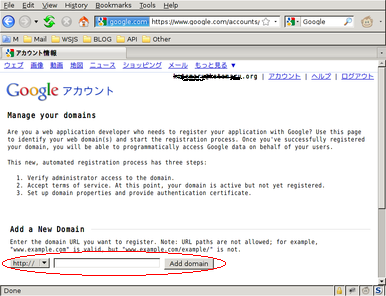 File Edit View History Bookmarks Tools Help
google.com https://www.google.com/accounts/ Google
M Mail WSJS BLOG API Other
アカウント情報
ウェブ 画像 動画 地図 ニュース ショッピング メール もっと見る ▼
.org | アカウント | ヘルプ | ログアウト
Google アカウント
Manage your domains
Are you a web application developer who needs to register your application with Google? Use this
page to identify your web domain(s) and start the registration process. Once you've successfully registered
your domain, you will be able to programmatically access Google data on behalf of your users.
This new, automated registration process has three steps:
1. Verify administrator access to the domain.
2. Accept terms of service. At this point, your domain is active but not yet registered.
3. Set up domain properties and provide authentication certificate.
Add a New Domain
Enter the domain URL you want to register. Note: URL paths are not allowed; for example,
"www.example.com" is valid, but "www.example.com/example/" is not.
http:// Add domain
Done